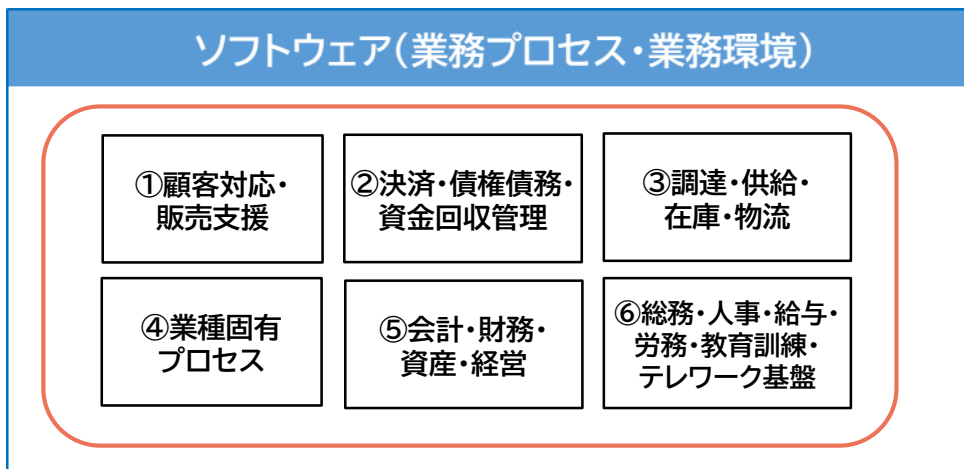 ソフトウェア(業務プロセス・業務環境)
①顧客対応・
販売支援
②決済・債権債務・
資金回収管理
③調達・供給・
在庫・物流
④業種固有
プロセス
⑤会計・財務・
資産・経営
⑥総務・人事・給与・
労務・教育訓練・
テレワーク基盤